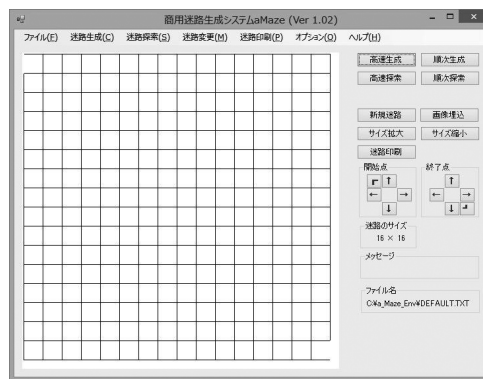 商用迷路生成システムaMaze (Ver 1.02)
ファイル(F) 迷路生成(C) 迷路探索(S) 迷路変更(M) 迷路印刷(P) オプション(O) ヘルプ(H)
高速生成 順次生成
高速探索 順次探索
新規迷路 画像埋込
サイズ拡大 サイズ縮小
迷路印刷
開始点 終了点
┏ ↑ ↑
← → ← →
↓ ↓ ┛
迷路のサイズ
16 × 16
メッセージ
ファイル名
C:¥a_Maze_Env¥DEFAULT.TXT